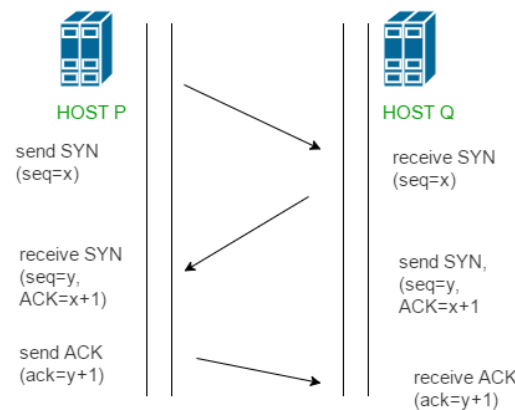 HOST P
HOST Q
send SYN
(seq=x)
receive SYN
(seq=x)
receive SYN
(seq=y,
ACK=x+1)
send SYN,
(seq=y,
ACK=x+1
send ACK
(ack=y+1)
receive ACK
(ack=y+1)